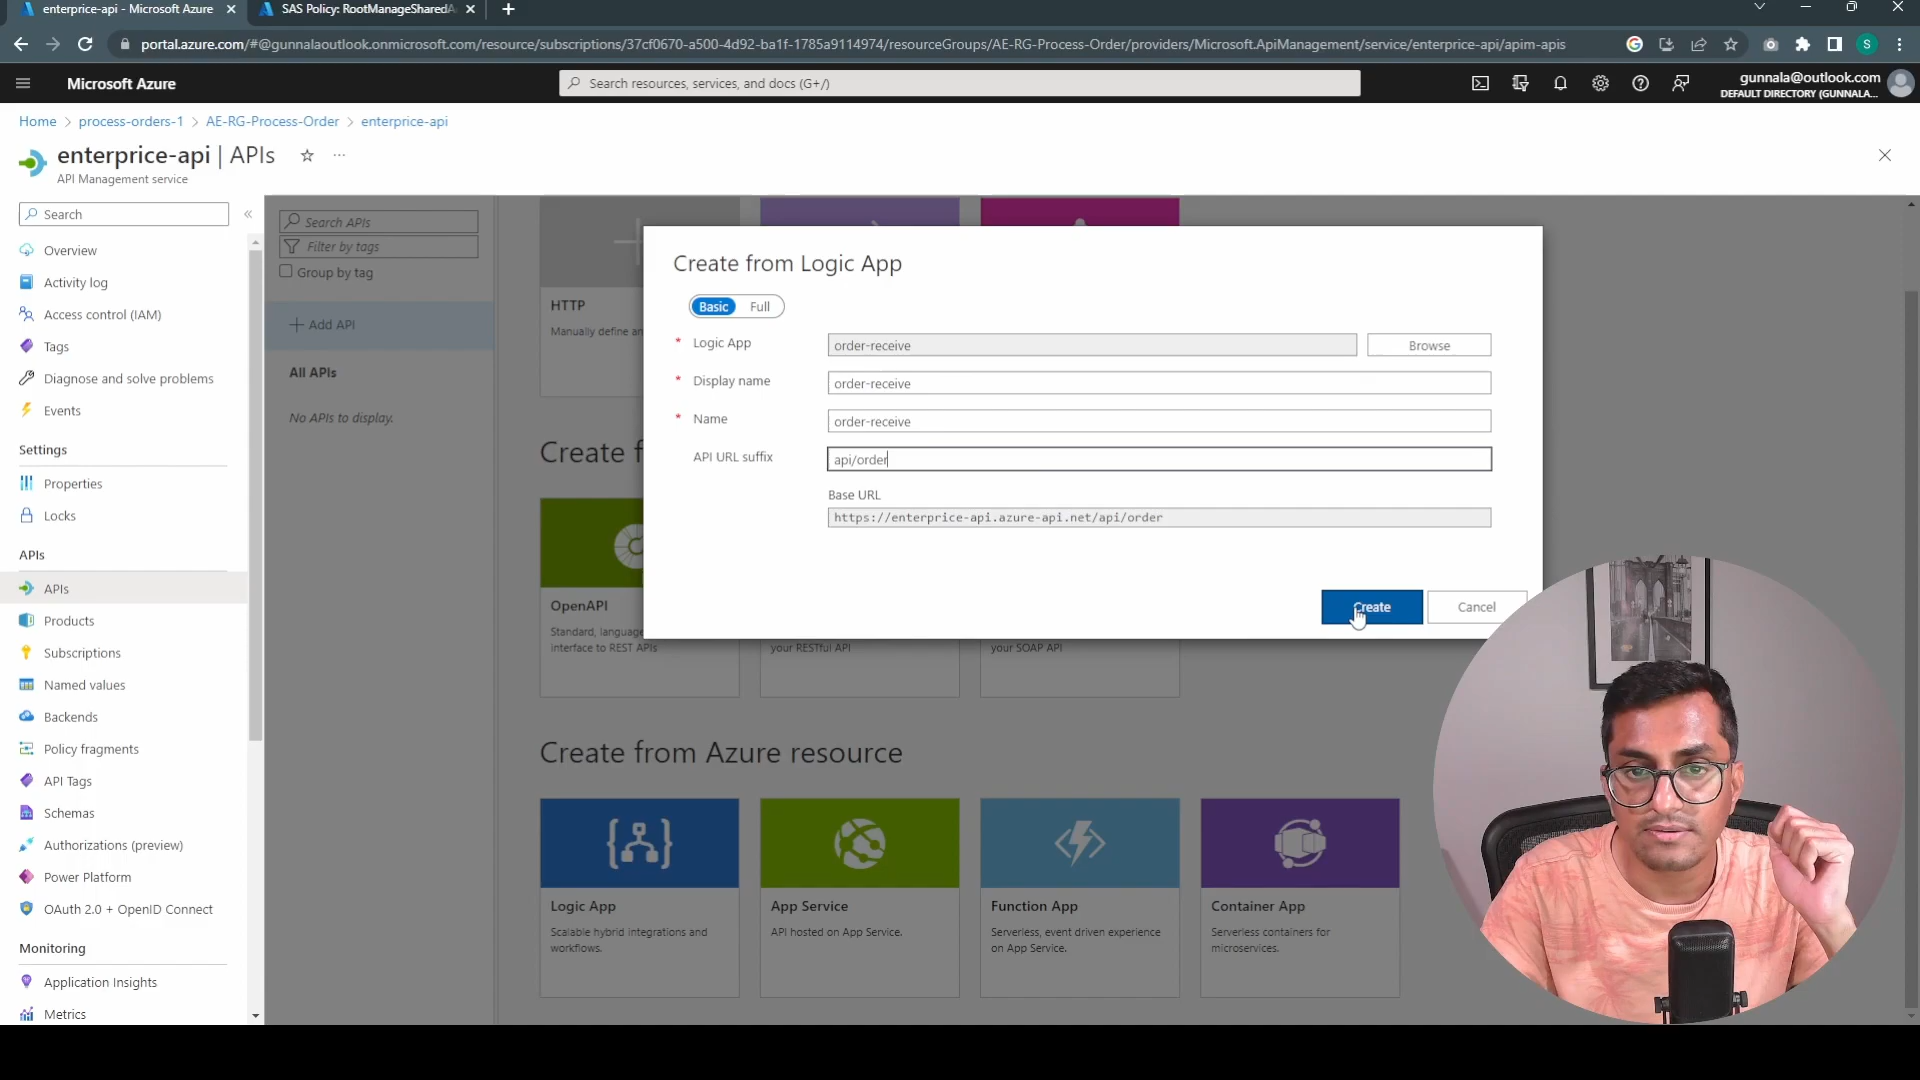 enterprice-api - Microsoft Azure
SAS Policy: RootManageSharedA
portal.azure.com/#@gunnalaoutlook.onmicrosoft.com/resource/subscriptions/37cf0670-a500-4d92-ba1f-1785a9114974/resourceGroups/AE-RG-Process-Order/providers/Microsoft.ApiManagement/service/enterprice-api/apim-apis
S
Microsoft Azure
Search resources, services, and docs (G+/)
gunnala@outlook.com
DEFAULT DIRECTORY (GUNNALA...
Home > process-orders-1 > AE-RG-Process-Order > enterprice-api
enterprice-api | APIs
API Management service
Search
Overview
Activity log
Access control (IAM)
Tags
Diagnose and solve problems
Events
Settings
Properties
Locks
APIs
APIs
Products
Subscriptions
Named values
Backends
Policy fragments
API Tags
Schemas
Authorizations (preview)
Power Platform
OAuth 2.0 + OpenID Connect
Monitoring
Application Insights
Metrics
Search APIs
Filter by tags
Group by tag
+ Add API
All APIs
No APIs to display.
HTTP
Manually define an
Create f
OpenAPI
Standard, language
interface to REST APIs
your RESTful API
your SOAP API
Create from Logic App
Basic Full
* Logic App order-receive Browse
* Display name order-receive
* Name order-receive
API URL suffix api/order
Base URL
https://enterprice-api.azure-api.net/api/order
Create Cancel
Create from Azure resource
Logic App
Scalable hybrid integrations and
workflows.
App Service
API hosted on App Service.
Function App
Serverless, event driven experience
on App Service.
Container App
Serverless containers for
microservices.